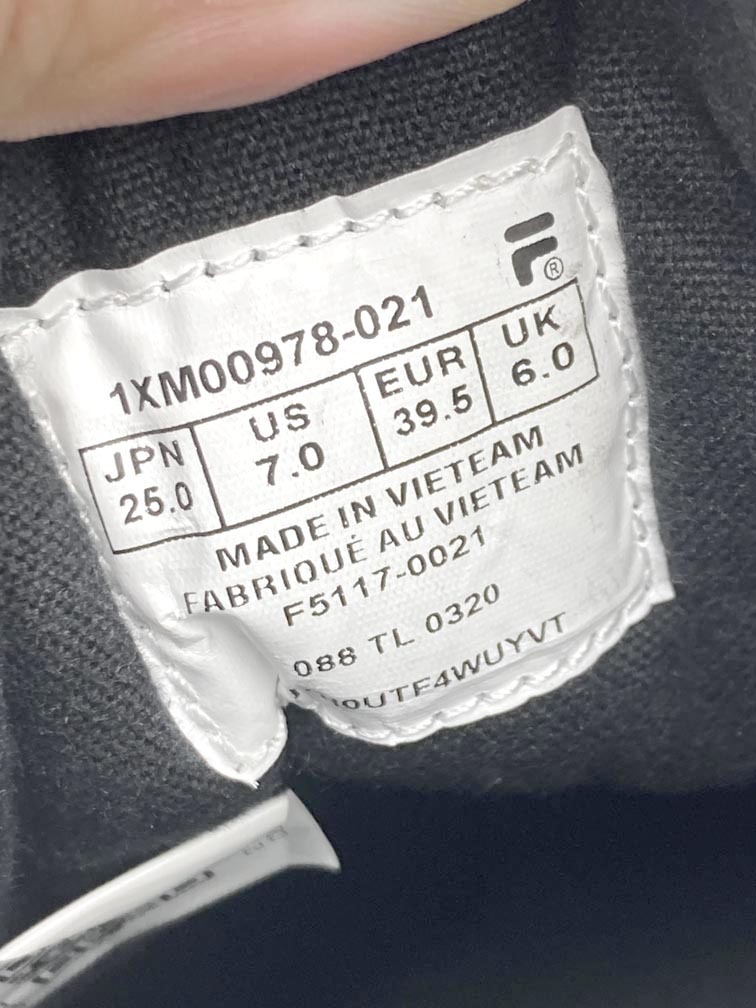 1XM00978-021
JPN US EUR UK
25.0 7.0 39.5 6.0
MADE IN VIETEAM
FABRIQUÉ AU VIETEAM
F5117-0021
088 TL 0320